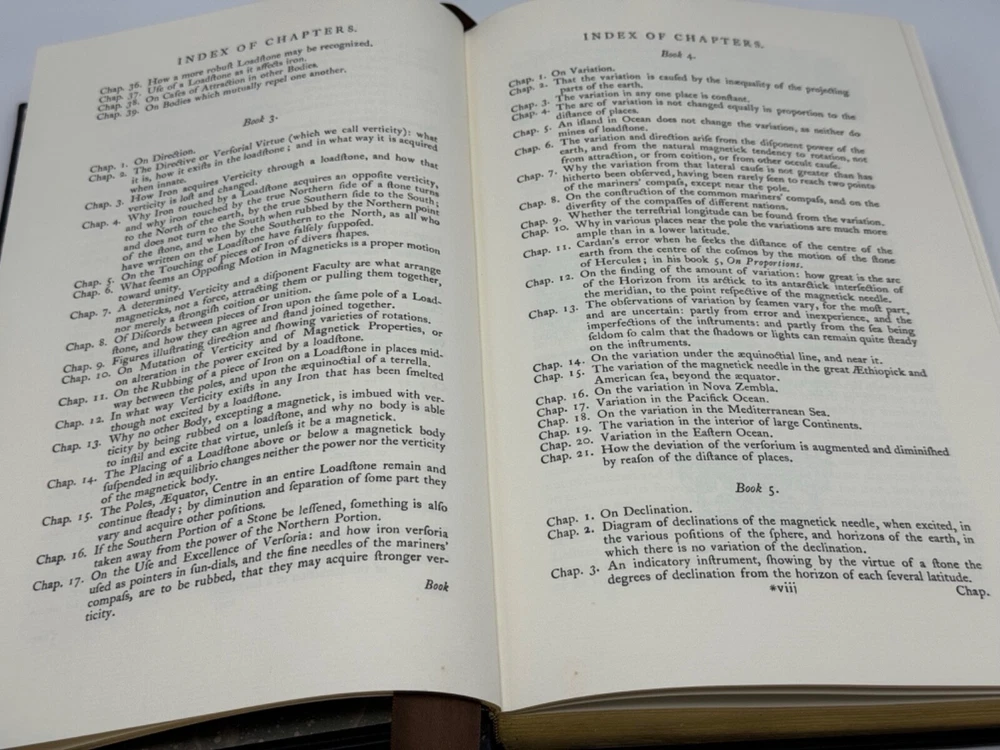 INDEX OF CHAPTERS.
Chap. 36. How a more robuſt Loadſtone may be recognized.
Chap. 37. Uſe of a Loadſtone as it affects iron.
Chap. 38. On Caſes of Attraction in other Bodies.
Chap. 39. On Bodies which mutually repel one another.
Book 3.
Chap. 1. On Direction.
Chap. 2. The Directive or Verſorial Virtue (which we call verticity): what
it is, how it exiſts in the loadſtone; and in what way it is acquired
when innate.
Chap. 3. How Iron acquires Verticity through a loadſtone, and how that
verticity is loſt and changed.
Chap. 4. Why Iron touched by a Loadſtone acquires an oppoſite verticity,
and why iron touched by the true Northern ſide of a ſtone turns
to the North of the earth, by the true Southern ſide to the South;
and does not turn to the South when rubbed by the Northern point
of the ſtone, and when by the Southern to the North, as all who
have written on the Loadſtone have falſely ſuppoſed.
Chap. 5. On the Touching of pieces of Iron of divers ſhapes.
Chap. 6. What ſeems an Oppoſing Motion in Magneticks is a proper motion
toward unity.
Chap. 7. A determined Verticity and a diſponent Faculty are what arrange
magneticks, not a force, attracting them or pulling them together,
nor merely a ſtrongiſh coition or unition.
Chap. 8. Of Diſcords between pieces of Iron upon the ſame pole of a Load-
ſtone, and how they can agree and ſtand joined together.
Chap. 9. Figures illuſtrating direction and ſhowing varieties of rotations.
Chap. 10. On Mutation of Verticity and of Magnetick Properties, or
on alteration in the power excited by a loadſtone.
Chap. 11. On the Rubbing of a piece of Iron on a Loadſtone in places mid-
way between the poles, and upon the æquinoctial of a terrella.
Chap. 12. In what way Verticity exiſts in any Iron that has been ſmelted
though not excited by a loadſtone.
Chap. 13. Why no other Body, excepting a magnetick, is imbued with ver-
ticity by being rubbed on a loadſtone, and why no body is able
to inſtil and excite that virtue, unleſs it be a magnetick.
Chap. 14. The Placing of a Loadſtone above or below a magnetick body
ſuſpended in æquilibrio changes neither the power nor the verticity
of the magnetick body.
Chap. 15. The Poles, Æquator, Centre in an entire Loadſtone remain and
continue ſteady; by diminution and ſeparation of ſome part they
vary and acquire other poſitions.
Chap. 16. If the Southern Portion of a Stone be leſſened, ſomething is alſo
taken away from the power of the Northern Portion.
Chap. 17. On the Uſe and Excellence of Verſoria: and how iron verſoria
uſed as pointers in ſun-dials, and the fine needles of the mariners'
compaſs, are to be rubbed, that they may acquire ſtronger ver-
ticity.
Book
INDEX OF CHAPTERS.
Book 4.
Chap. 1. On Variation.
Chap. 2. That the variation is cauſed by the inæquality of the projecting
parts of the earth.
Chap. 3. The variation in any one place is conſtant.
Chap. 4. The arc of variation is not changed equally in proportion to the
diſtance of places.
Chap. 5. An iſland in Ocean does not change the variation, as neither do
mines of loadſtone.
Chap. 6. The variation and direction ariſe from the diſponent power of the
earth, and from the natural magnetick tendency to rotation, not
from attraction, or from coition, or from other occult cauſe.
Chap. 7. Why the variation from that lateral cauſe is not greater than has
hitherto been obſerved, having been rarely ſeen to reach two points
of the mariners' compaſs, except near the pole.
Chap. 8. On the conſtruction of the common mariners' compaſs, and on the
diverſity of the compaſſes of different nations.
Chap. 9. Whether the terreſtrial longitude can be found from the variation.
Chap. 10. Why in various places near the pole the variations are much more
ample than in a lower latitude.
Chap. 11. Cardan's error when he ſeeks the diſtance of the centre of the
earth from the centre of the coſmos by the motion of the ſtone
of Hercules; in his book 5, On Proportions.
Chap. 12. On the finding of the amount of variation: how great is the arc
of the Horizon from its arctick to its antarctick interſection of
the meridian, to the point reſpective of the magnetick needle.
Chap. 13. The obſervations of variation by ſeamen vary, for the moſt part,
and are uncertain: partly from error and inexperience, and the
imperfections of the inſtruments: and partly from the ſea being
ſeldom ſo calm that the ſhadows or lights can remain quite ſteady
on the inſtruments.
Chap. 14. On the variation under the æquinoctial line, and near it.
Chap. 15. The variation of the magnetick needle in the great Æthiopick and
American ſea, beyond the æquator.
Chap. 16. On the variation in Nova Zembla.
Chap. 17. Variation in the Pacifick Ocean.
Chap. 18. On the variation in the Mediterranean Sea.
Chap. 19. The variation in the interior of large Continents.
Chap. 20. Variation in the Eaſtern Ocean.
Chap. 21. How the deviation of the verſorium is augmented and diminiſhed
by reaſon of the diſtance of places.
Book 5.
Chap. 1. On Declination.
Chap. 2. Diagram of declinations of the magnetick needle, when excited, in
the various poſitions of the ſphere, and horizons of the earth, in
which there is no variation of the declination.
Chap. 3. An indicatory inſtrument, ſhowing by the virtue of a ſtone the
degrees of declination from the horizon of each ſeveral latitude.
*viij
Chap.